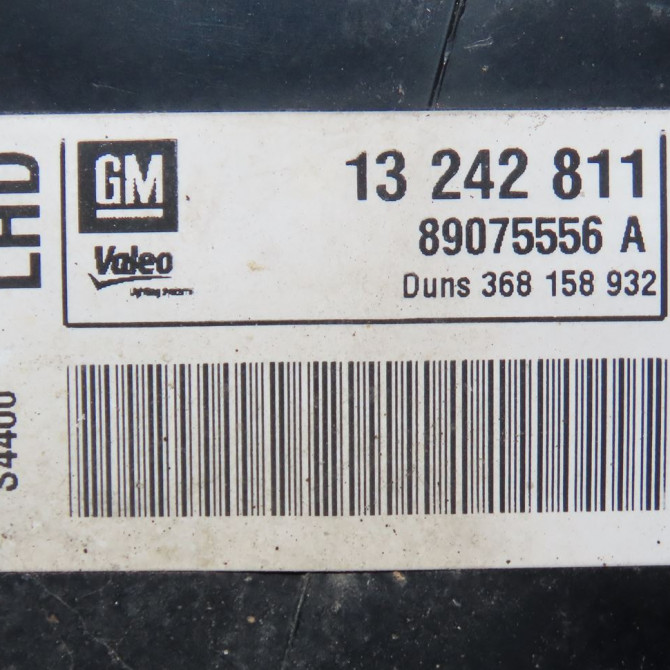 LHD
GM
13 242 811
89075556 A
Valeo
Duns 368 158 932
S4400